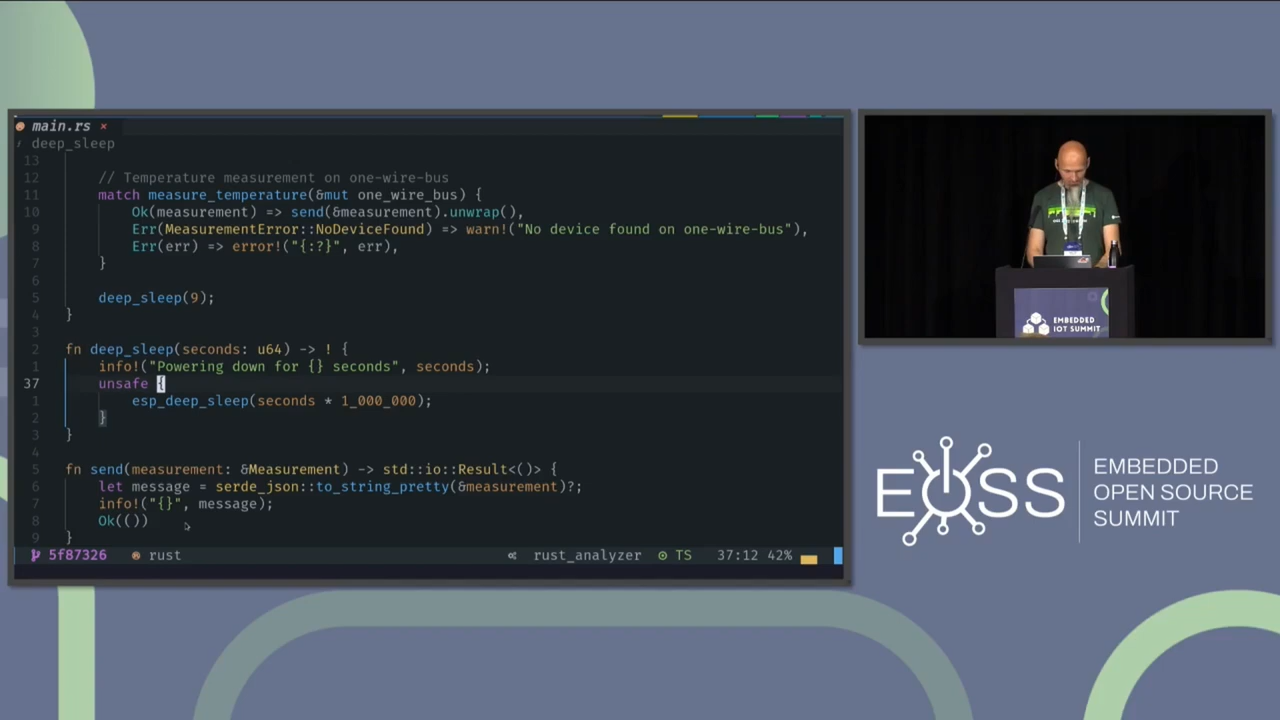 main.rs ×
deep_sleep
13
12 // Temperature measurement on one-wire-bus
11 match measure_temperature(&mut one_wire_bus) {
10 Ok(measurement) => send(&measurement).unwrap(),
9 Err(MeasurementError::NoDeviceFound) => warn!("No device found on one-wire-bus"),
8 Err(err) => error!("{:?}", err),
7 }
6
5 deep_sleep(9);
4 }
3
2 fn deep_sleep(seconds: u64) -> ! {
1 info!("Powering down for {} seconds", seconds);
37 unsafe {
1 esp_deep_sleep(seconds * 1_000_000);
2 }
3 }
4
5 fn send(measurement: &Measurement) -> std::io::Result<()> {
6 let message = serde_json::to_string_pretty(&measurement)?;
7 info!("{}", message);
8 Ok(())
9 }
5f87326 rust rust_analyzer TS 37:12 42%
EMBEDDED
IOT SUMMIT
EOSS
EMBEDDED
OPEN SOURCE
SUMMIT